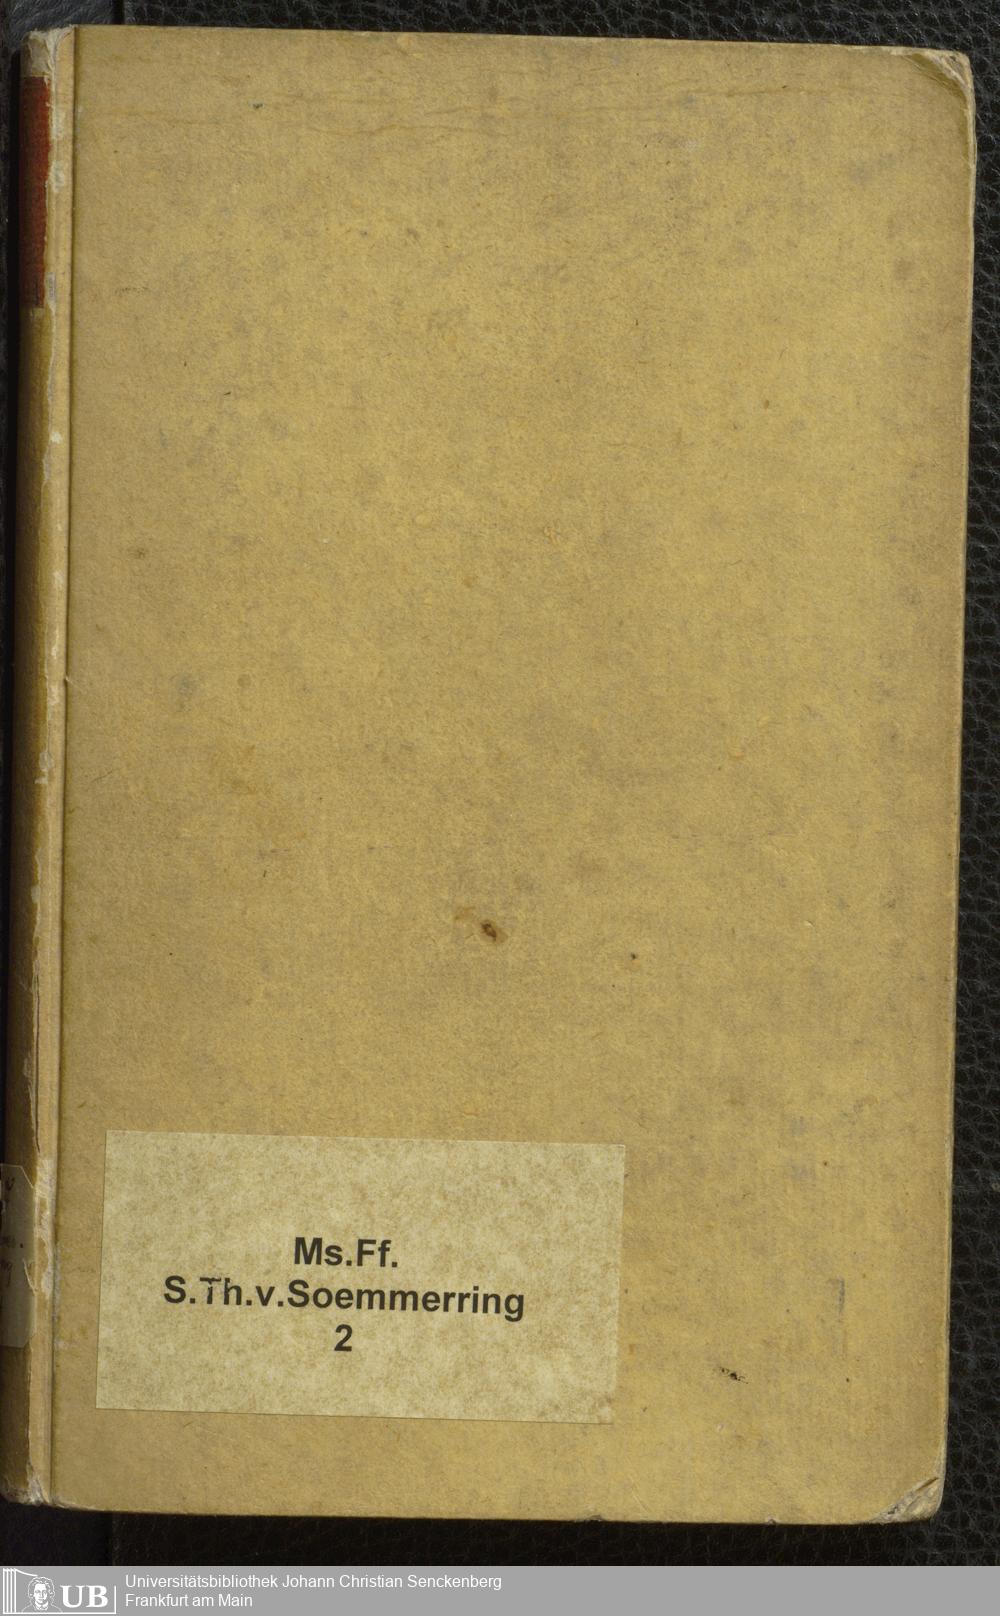 Ms.Ff.
S.Th.v.Soemmerring
2
UB
Universitätsbibliothek Johann Christian Senckenberg
Frankfurt am Main